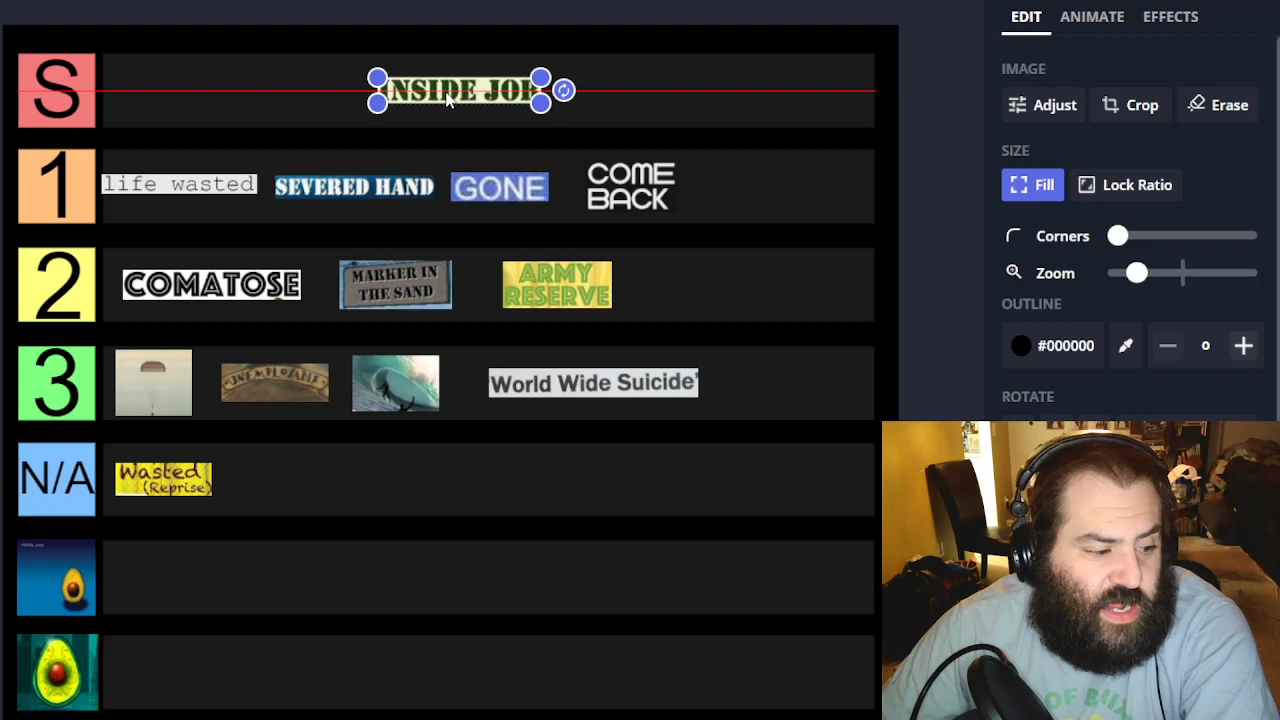 EDIT ANIMATE EFFECTS
S
INSIDE JOB
IMAGE
Adjust Crop Erase
SIZE
Fill Lock Ratio
1
life wasted
SEVERED HAND
GONE
COME
BACK
Corners
Zoom
2
COMATOSE
MARKER IN
THE SAND
ARMY
RESERVE
OUTLINE
#000000
0
3
UNEMPLOYABLE
World Wide Suicide'
ROTATE
N/A
Wasted
(Reprise)